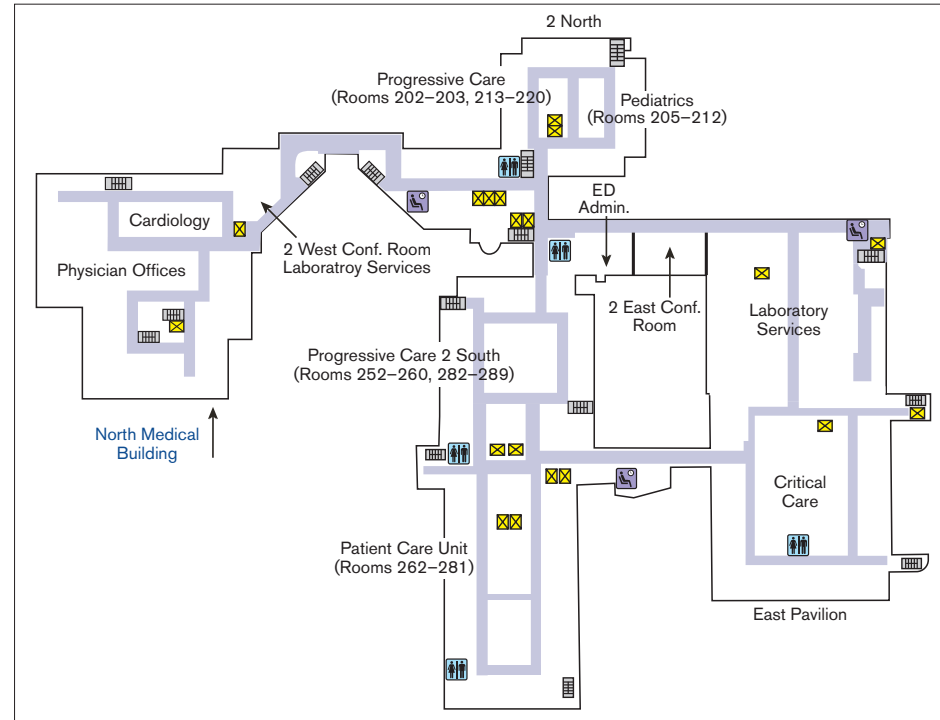 2 North
Progressive Care
(Rooms 202–203, 213–220)
Pediatrics
(Rooms 205–212)
ED
Admin.
Cardiology
2 West Conf. Room
Laboratroy Services
Physician Offices
2 East Conf.
Room
Laboratory
Services
Progressive Care 2 South
(Rooms 252–260, 282–289)
North Medical
Building
Critical
Care
Patient Care Unit
(Rooms 262–281)
East Pavilion